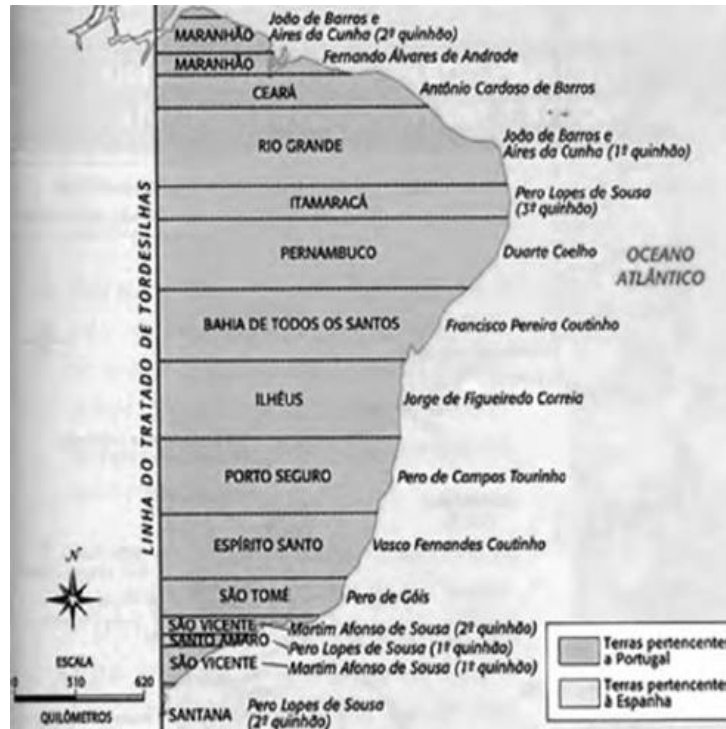 João de Barros e
Aires da Cunha (2º quinhão)
MARANHÃO
Fernando Álvares de Andrade
MARANHÃO
CEARÁ
Antônio Cardoso de Barros
RIO GRANDE
João de Barros e
Aires da Cunha (1º quinhão)
ITAMARACÁ
Pero Lopes de Sousa
(3º quinhão)
PERNAMBUCO
Duarte Coelho
OCEANO
ATLÂNTICO
LINHA DO TRATADO DE TORDESILHAS
BAHIA DE TODOS OS SANTOS
Francisco Pereira Coutinho
ILHÉUS
Jorge de Figueiredo Correia
PORTO SEGURO
Pero de Campos Tourinho
ESPÍRITO SANTO
Vasco Fernandes Coutinho
N
SÃO TOMÉ
Pero de Góis
SÃO VICENTE
Martim Afonso de Sousa (2º quinhão)
SANTO AMARO
Pero Lopes de Sousa (1º quinhão)
SÃO VICENTE
Martim Afonso de Sousa (1º quinhão)
SANTANA
Pero Lopes de Sousa
(2º quinhão)
ESCALA
0 310 620
QUILÔMETROS
Terras pertencentes
a Portugal
Terras pertencentes
à Espanha